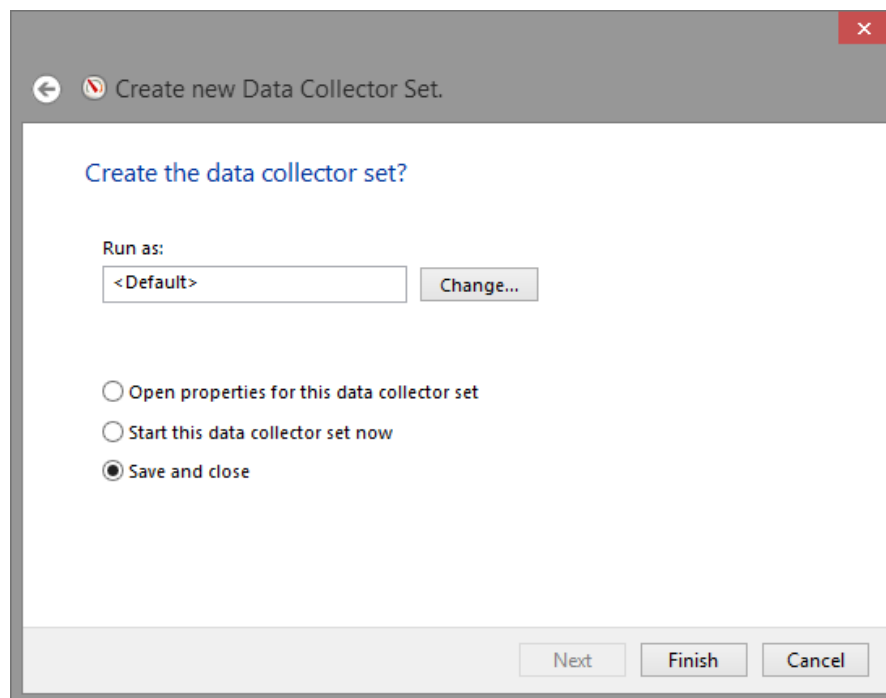 Create new Data Collector Set.
Create the data collector set?
Run as:
<Default>
Change...
Open properties for this data collector set
Start this data collector set now
Save and close
Next
Finish
Cancel